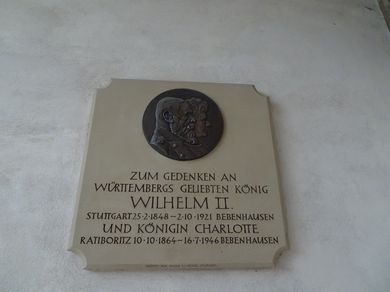 ZUM GEDENKEN AN
WÜRTTEMBERGS GELIEBTEN KÖNIG
WILHELM II.
STUTTGART 25·2·1848 – 2·10·1921 BEBENHAUSEN
UND KÖNIGIN CHARLOTTE
RATIBORITZ 10·10·1864 – 16·7·1946 BEBENHAUSEN